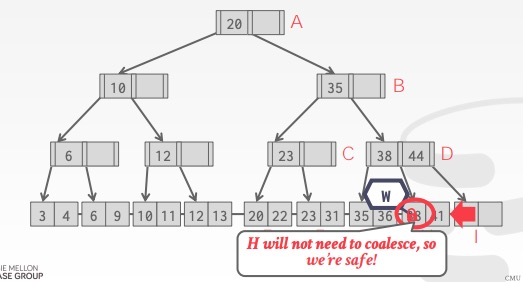 20 A
10 35 B
6 12 23 C 38 44 D
W
3 4 6 9 10 11 12 13 20 22 23 31 35 36 41
I
H will not need to coalesce, so
we're safe!
IE MELLON
ASE GROUP
CMU